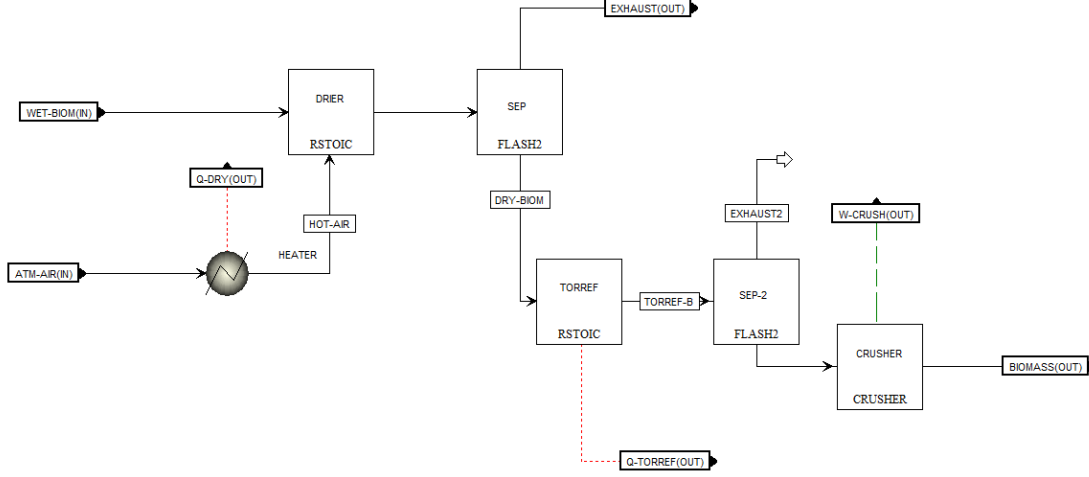 EXHAUST(OUT)
DRIER
RSTOIC
SEP
FLASH2
WET-BIOM(IN)
Q-DRY(OUT)
HOT-AIR
DRY-BIOM
EXHAUST2
W-CRUSH(OUT)
HEATER
ATM-AIR(IN)
TORREF
RSTOIC
TORREF-B
SEP-2
FLASH2
CRUSHER
CRUSHER
BIOMASS(OUT)
Q-TORREF(OUT)